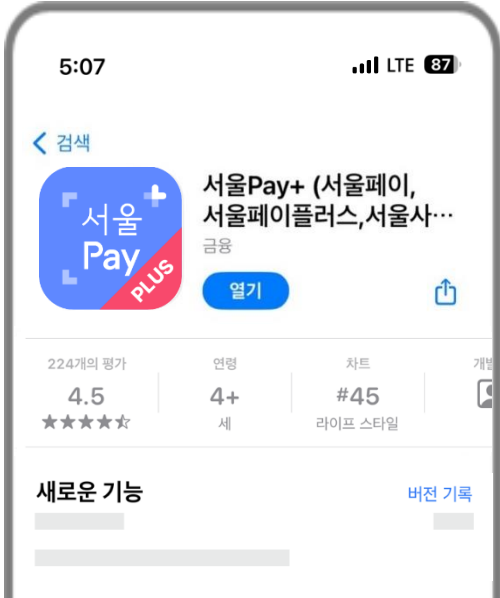 5:07 LTE 87
검색
서울
Pay
PLUS
서울Pay+ (서울페이,
서울페이플러스,서울사…
금융
열기
224개의 평가 연령 차트
4.5 4+ #45
세 라이프 스타일
새로운 기능 버전 기록